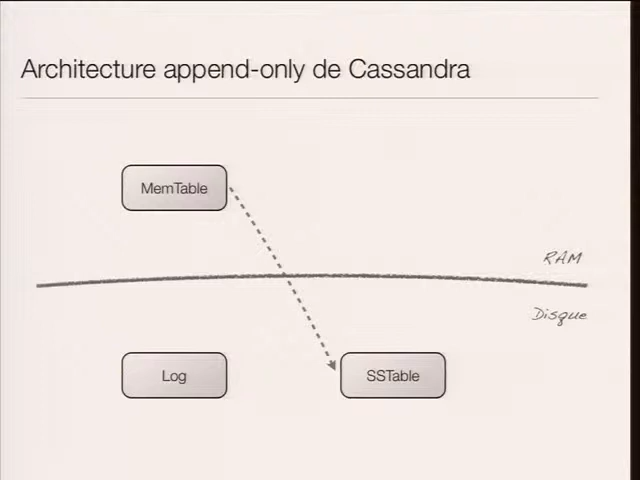 Architecture append-only de Cassandra
MemTable
RAM
Disque
Log
SSTable